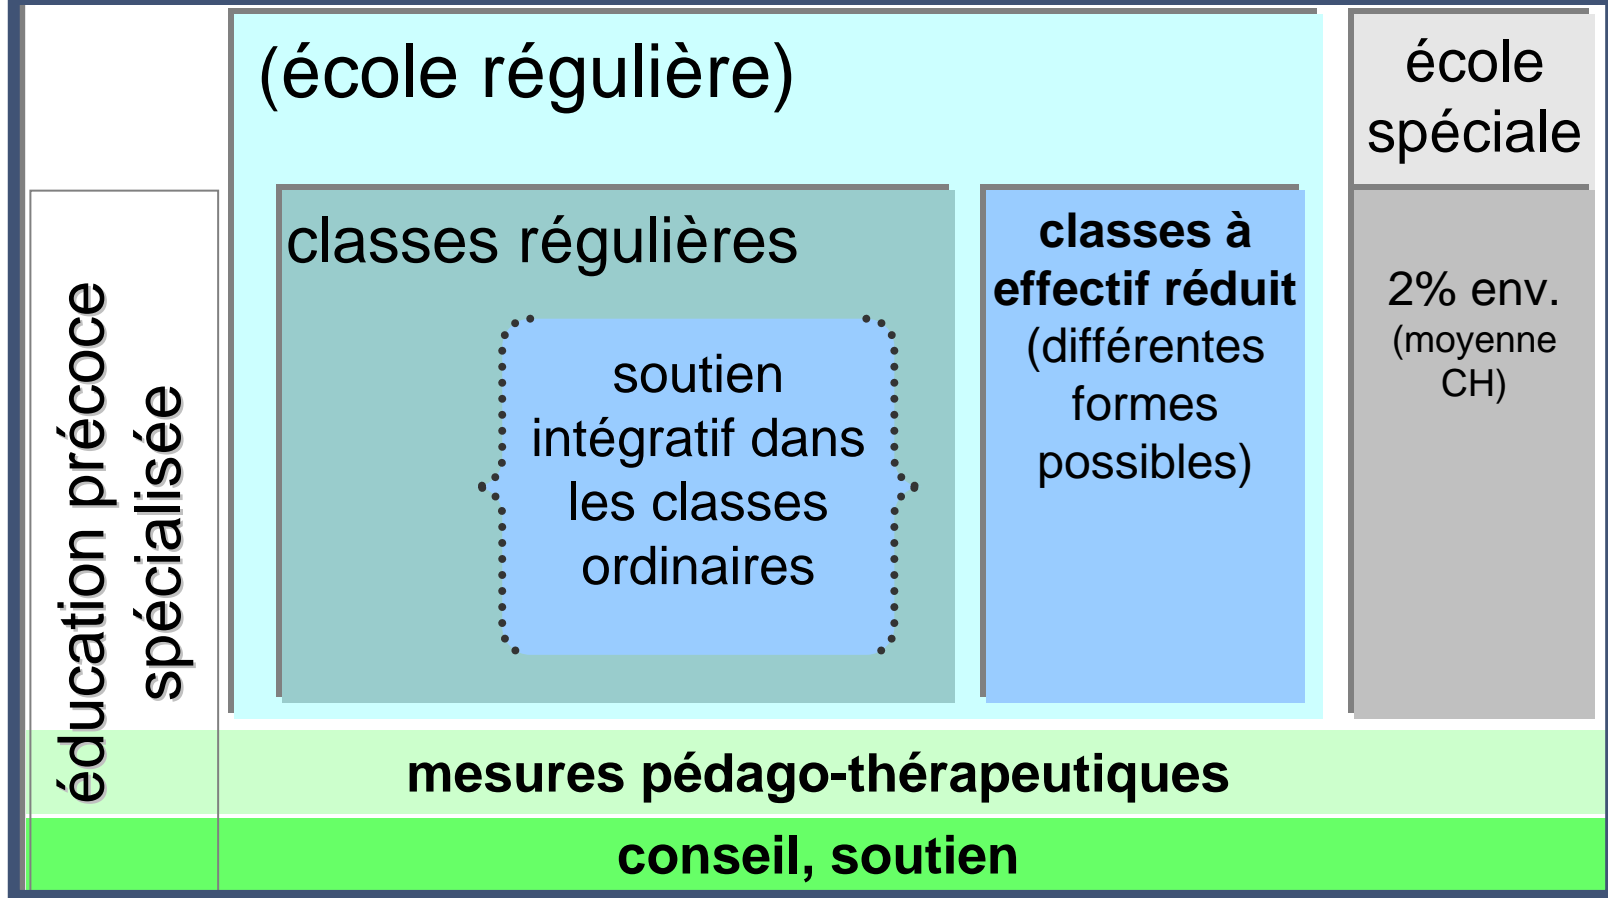 (école régulière)
école
spéciale
éducation précoce
spécialisée
classes régulières
soutien
intégratif dans
les classes
ordinaires
classes à
effectif réduit
(différentes
formes
possibles)
2% env.
(moyenne
CH)
mesures pédago-thérapeutiques
conseil, soutien